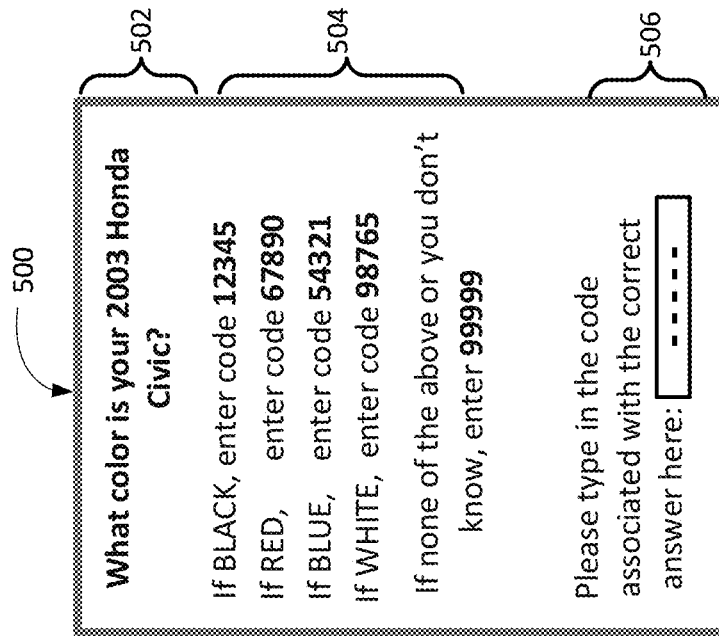 500
What color is your 2003 Honda
Civic?
502
If BLACK, enter code 12345
If RED, enter code 67890
If BLUE, enter code 54321
If WHITE, enter code 98765
504
If none of the above or you don't
know, enter 99999
Please type in the code
associated with the correct
answer here: -----
506